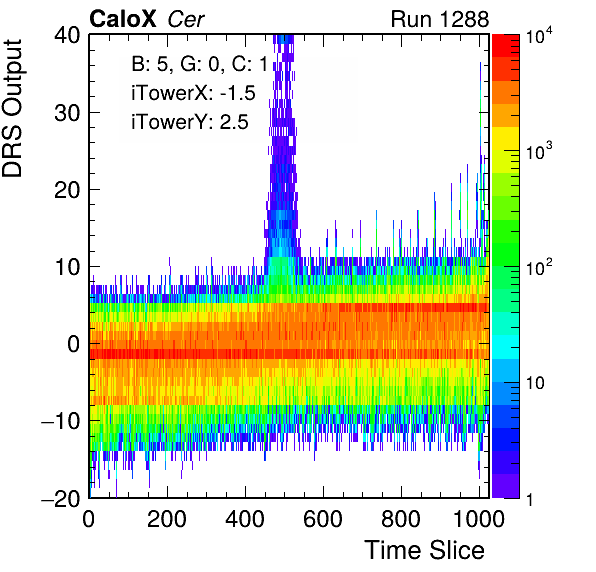 CaloX Cer Run 1288
DRS Output
B: 5, G: 0, C: 1
iTowerX: -1.5
iTowerY: 2.5
40
30
20
10
0
−10
−20
0 200 400 600 800 1000
Time Slice
10^4
10^3
10^2
10
1